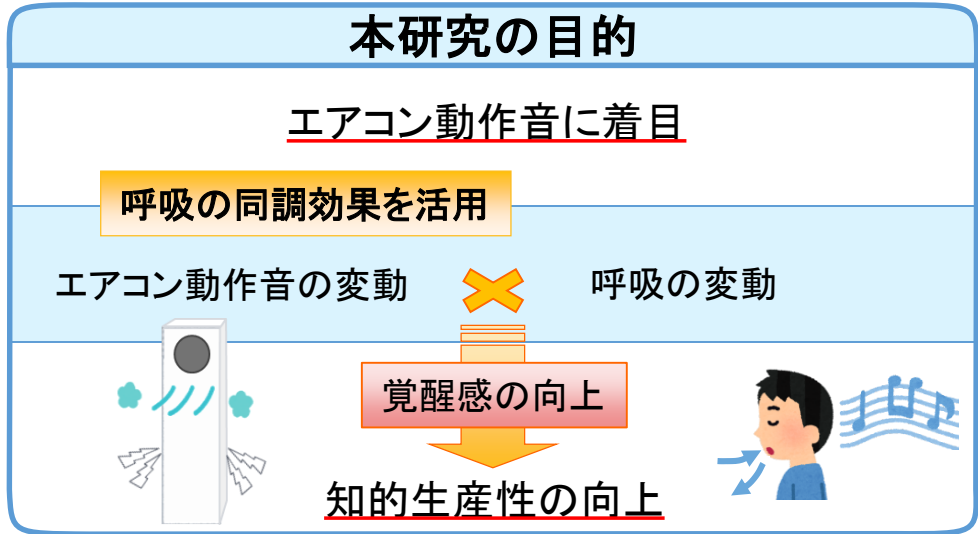 本研究の目的
エアコン動作音に着目
呼吸の同調効果を活用
エアコン動作音の変動
呼吸の変動
覚醒感の向上
知的生産性の向上